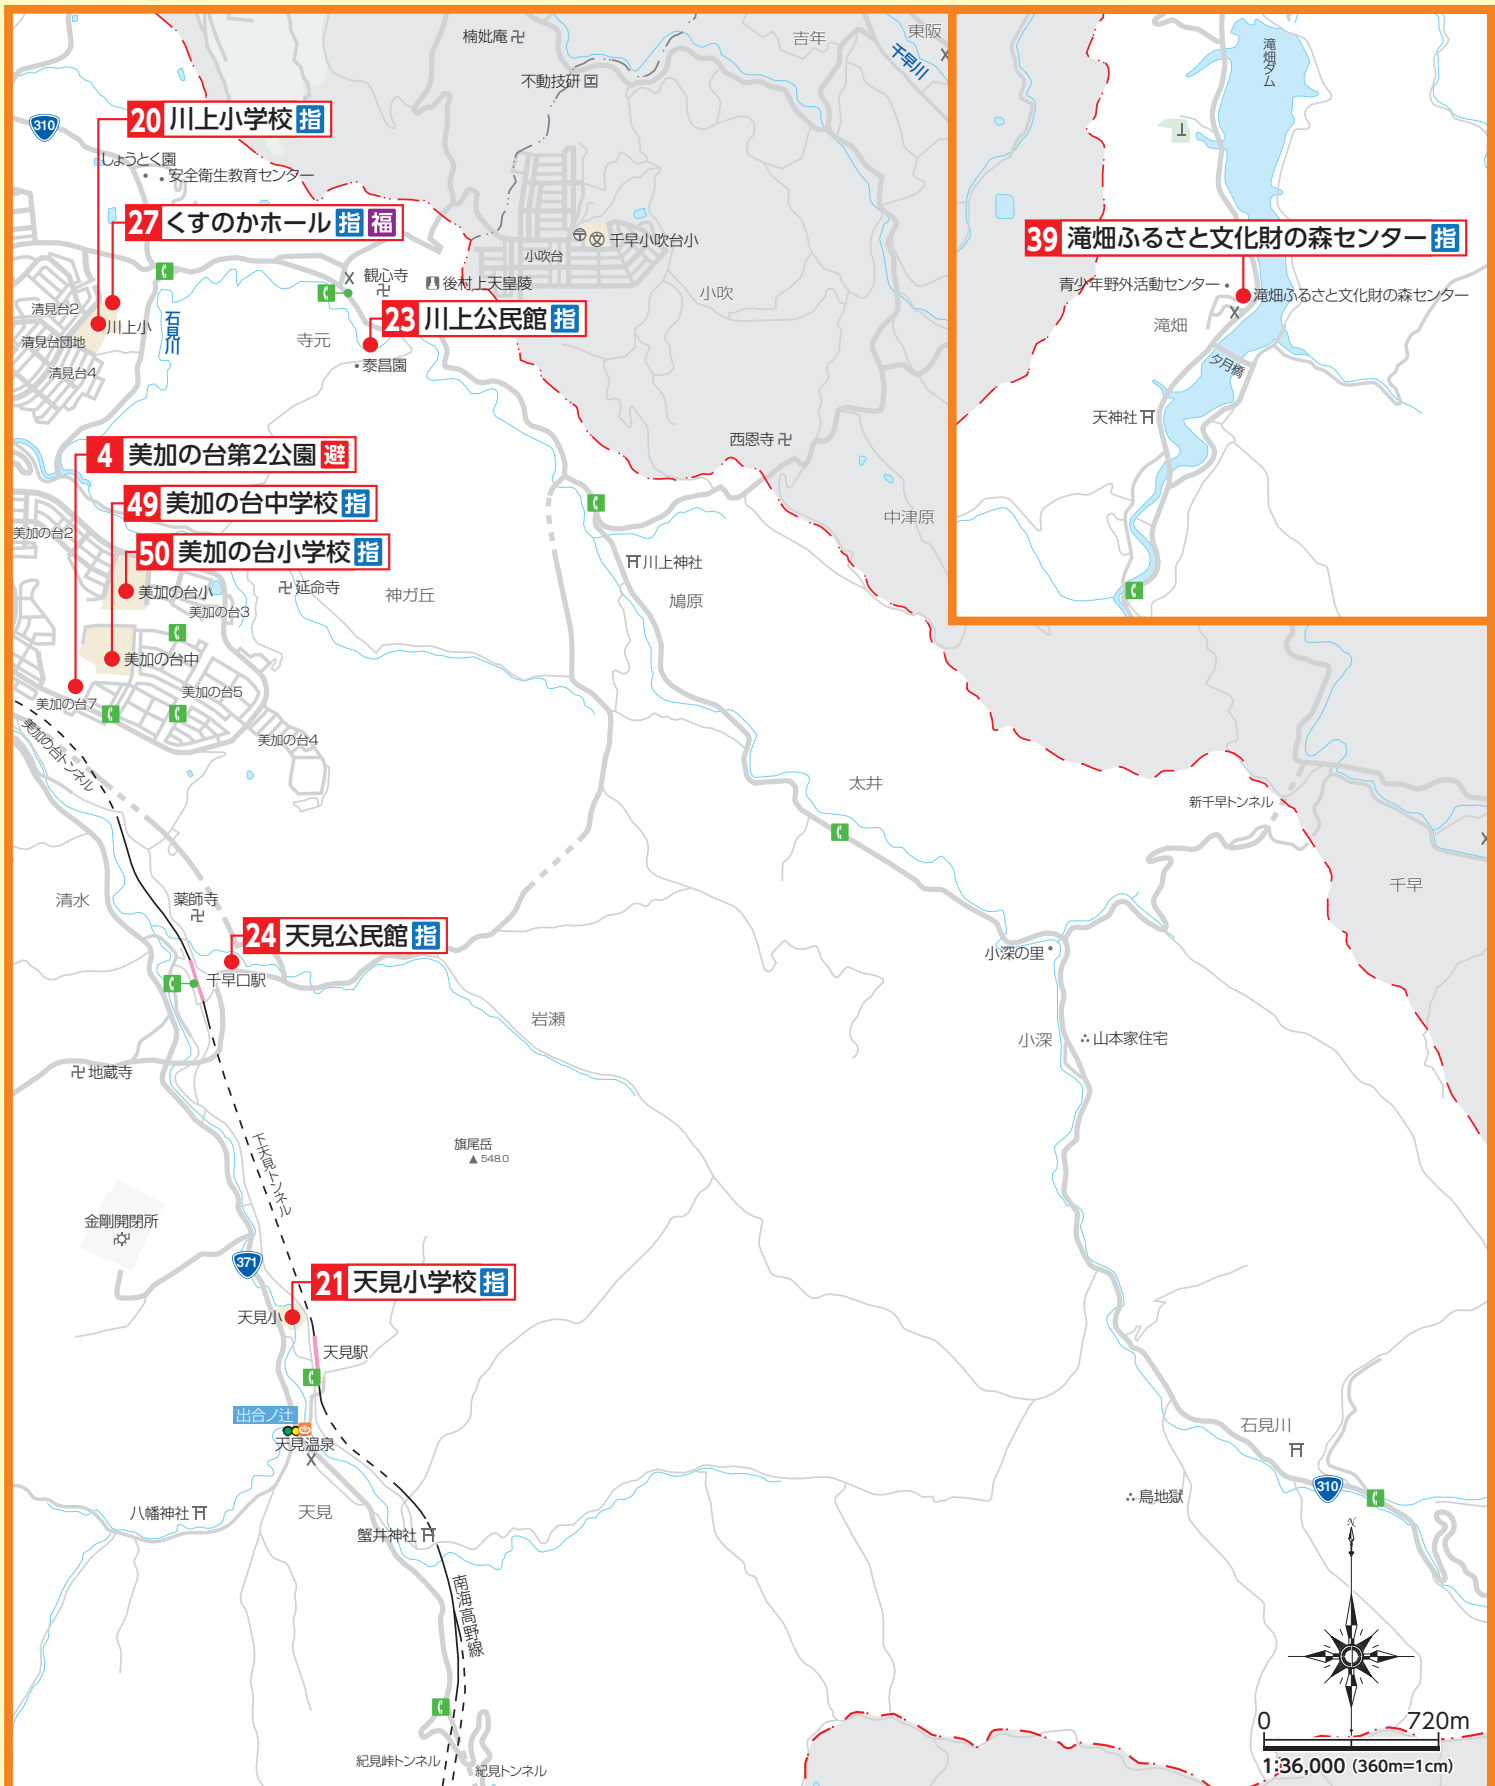 楠妣庵
吉年
東阪
千早川
不動技研
滝畑ダム
310
20 川上小学校 指
しょうとく園
安全衛生教育センター
27 くすのかホール 指 福
千早小吹台小
小吹台
39 滝畑ふるさと文化財の森センター 指
観心寺
後村上天皇陵
小吹
青少年野外活動センター
滝畑ふるさと文化財の森センター
清見台2
川上小
石見川
23 川上公民館 指
滝畑
清見台団地
寺元
泰昌園
清見台4
夕月橋
天神社
西恩寺
4 美加の台第2公園 避
49 美加の台中学校 指
中津原
美加の台2
50 美加の台小学校 指
川上神社
美加の台小
延命寺
神ガ丘
鳩原
美加の台3
美加の台中
美加の台5
美加の台7
美加の台4
美加の台トンネル
太井
新千早トンネル
千早
清水
薬師寺
24 天見公民館 指
小深の里
千早口駅
岩瀬
小深
山本家住宅
地蔵寺
下天見トンネル
旗尾岳
548.0
金剛開閉所
371
21 天見小学校 指
天見小
天見駅
出合ノ辻
天見温泉
石見川
310
鳥地獄
八幡神社
天見
蟹井神社
N
南海高野線
0 720m
紀見峠トンネル
紀見トンネル
1:36,000 (360m=1cm)